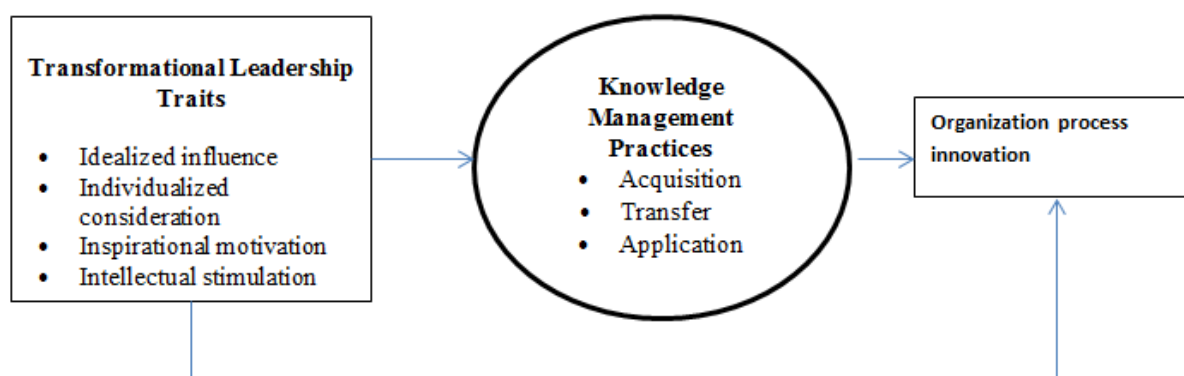 Transformational Leadership
Traits
• Idealized influence
• Individualized
consideration
• Inspirational motivation
• Intellectual stimulation
Knowledge
Management
Practices
• Acquisition
• Transfer
• Application
Organization process
innovation